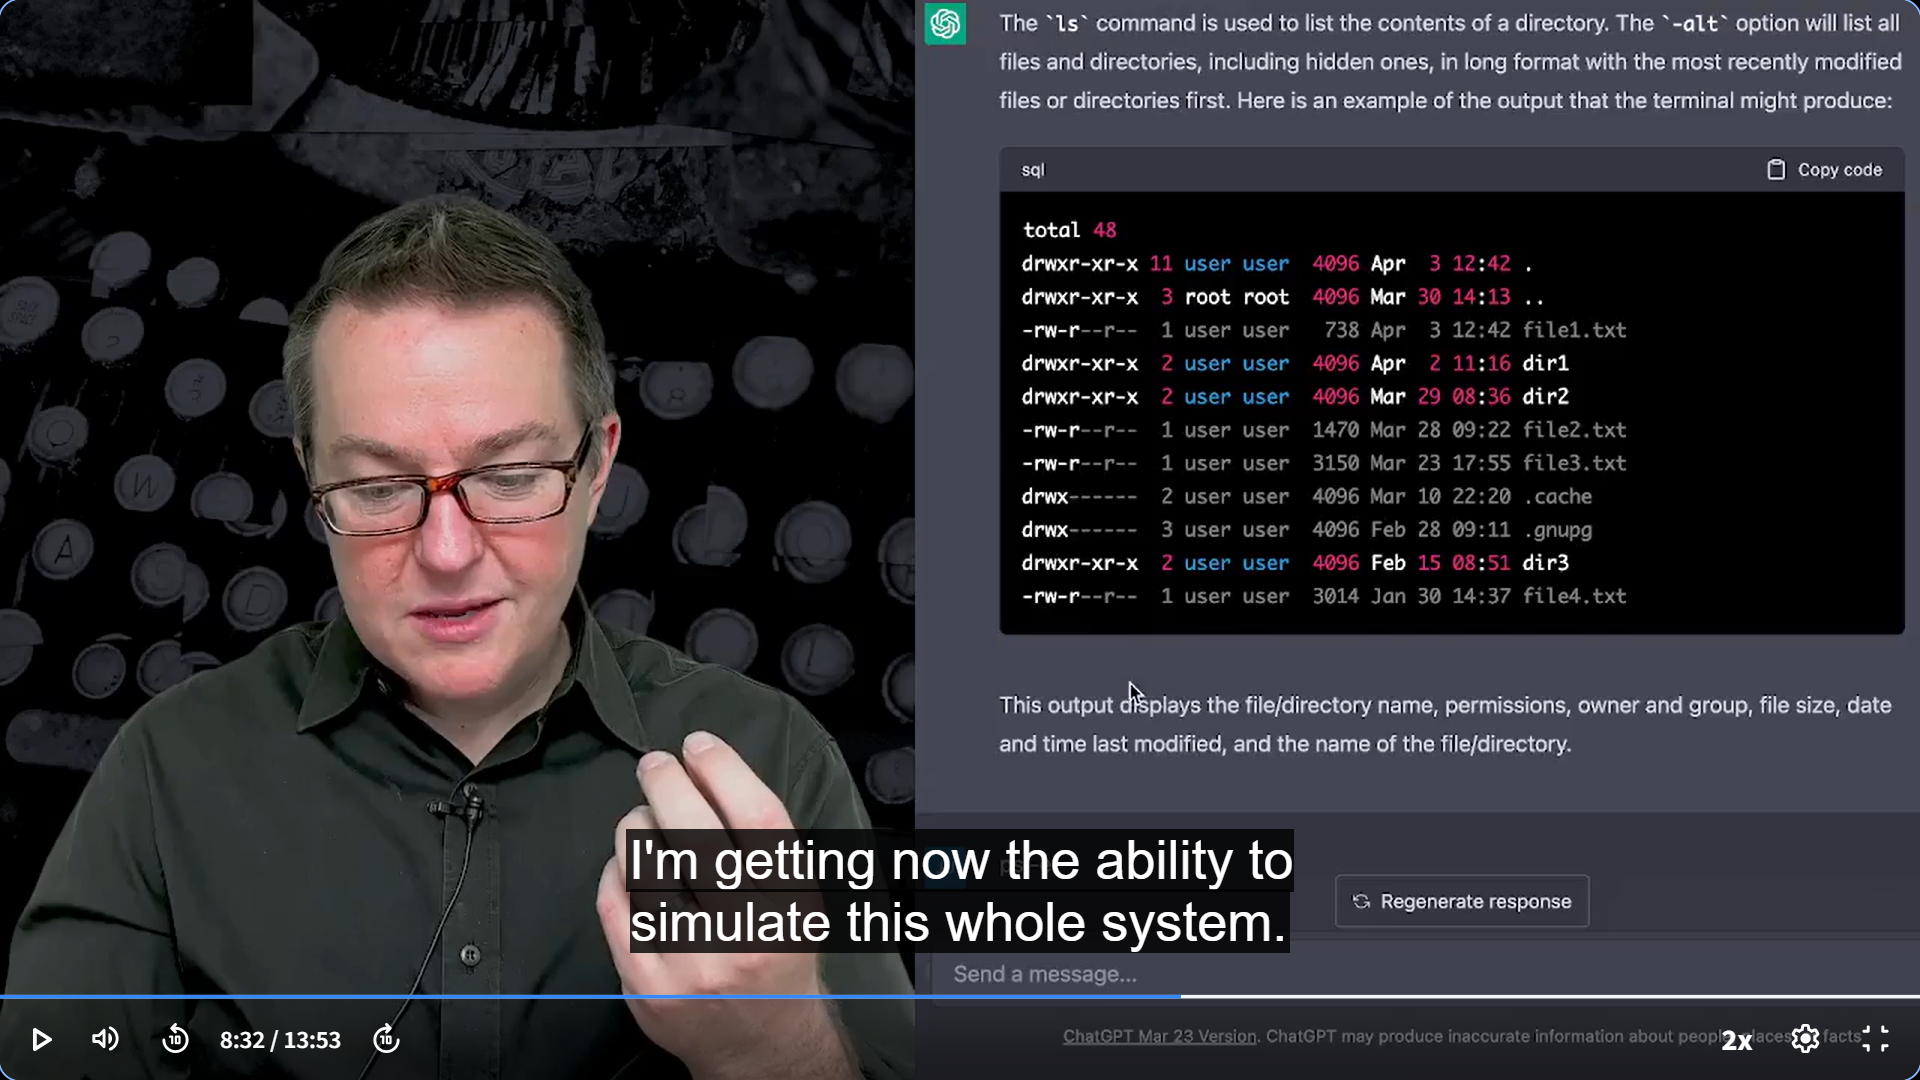 The `ls` command is used to list the contents of a directory. The `-alt` option will list all
files and directories, including hidden ones, in long format with the most recently modified
files or directories first. Here is an example of the output that the terminal might produce:
sql Copy code
total 48
drwxr-xr-x 11 user user 4096 Apr 3 12:42 .
drwxr-xr-x 3 root root 4096 Mar 30 14:13 ..
-rw-r--r-- 1 user user 738 Apr 3 12:42 file1.txt
drwxr-xr-x 2 user user 4096 Apr 2 11:16 dir1
drwxr-xr-x 2 user user 4096 Mar 29 08:36 dir2
-rw-r--r-- 1 user user 1470 Mar 28 09:22 file2.txt
-rw-r--r-- 1 user user 3150 Mar 23 17:55 file3.txt
drwx------ 2 user user 4096 Mar 10 22:20 .cache
drwx------ 3 user user 4096 Feb 28 09:11 .gnupg
drwxr-xr-x 2 user user 4096 Feb 15 08:51 dir3
-rw-r--r-- 1 user user 3014 Jan 30 14:37 file4.txt
This output displays the file/directory name, permissions, owner and group, file size, date
and time last modified, and the name of the file/directory.
I'm getting now the ability to
simulate this whole system.
Regenerate response
Send a message...
8:32 / 13:53
ChatGPT Mar 23 Version. ChatGPT may produce inaccurate information about facts
2x